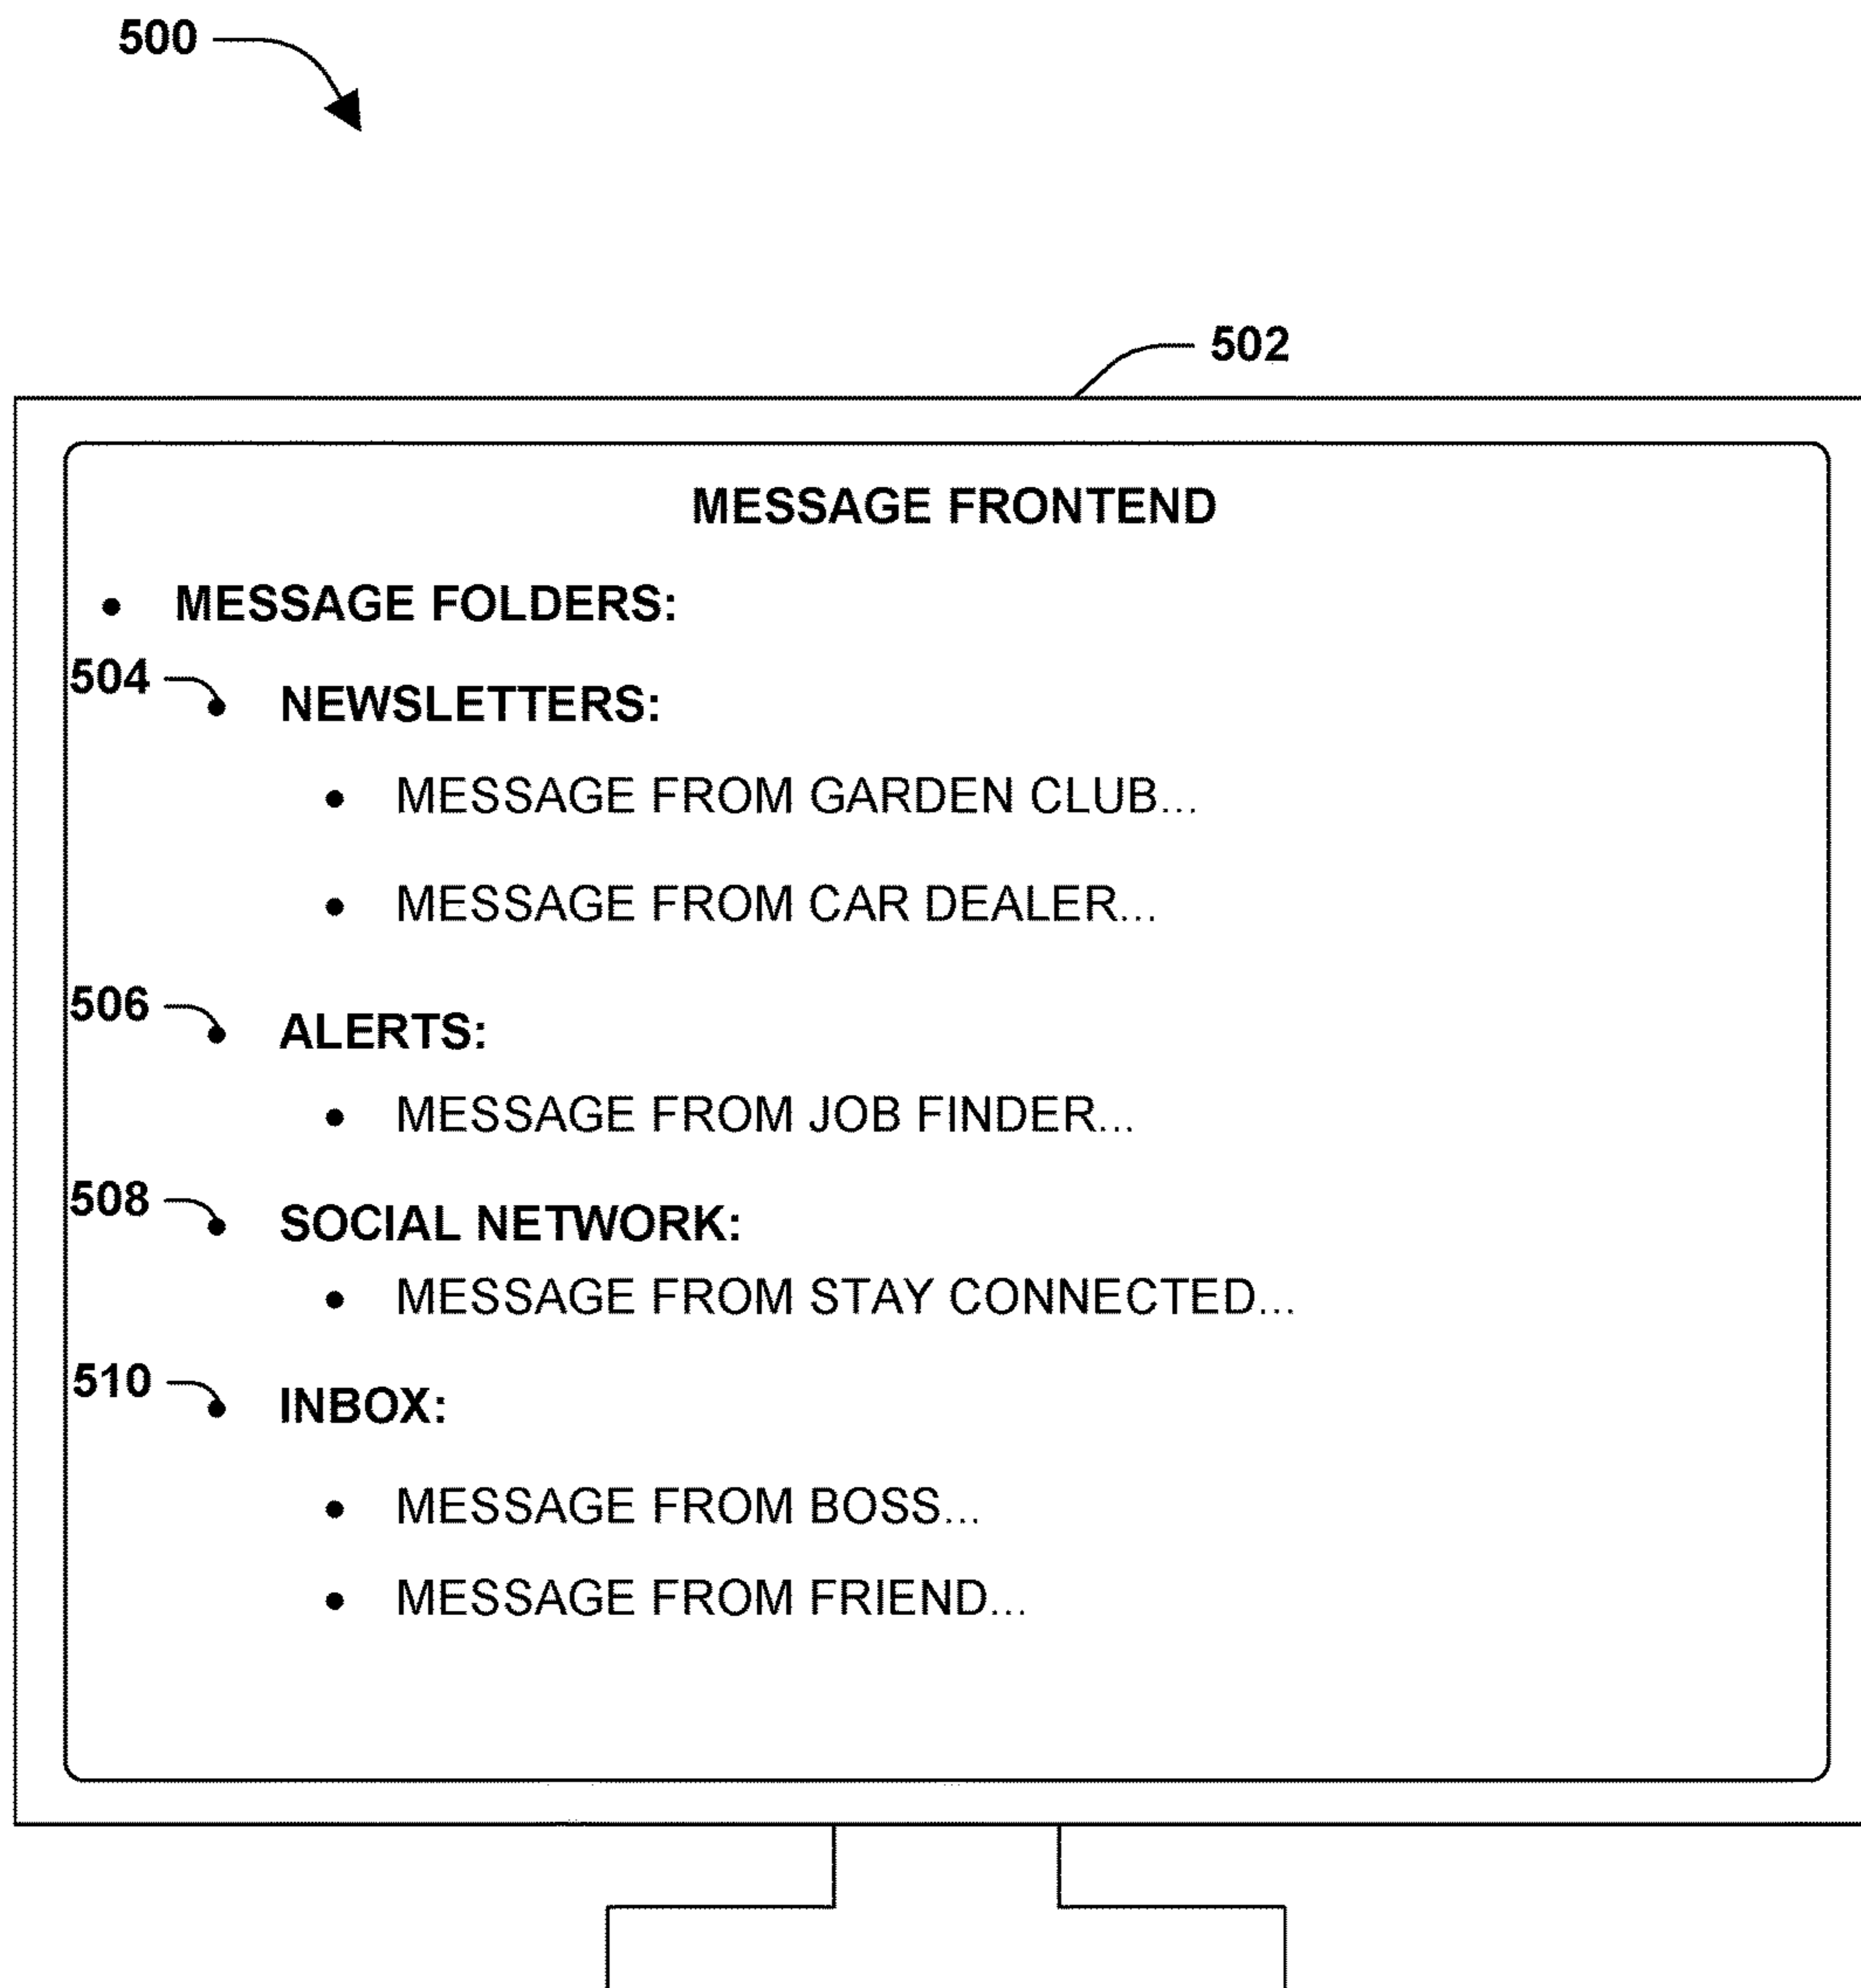 500
502
MESSAGE FRONTEND
• MESSAGE FOLDERS:
504
• NEWSLETTERS:
• MESSAGE FROM GARDEN CLUB...
• MESSAGE FROM CAR DEALER...
506
• ALERTS:
• MESSAGE FROM JOB FINDER...
508
• SOCIAL NETWORK:
• MESSAGE FROM STAY CONNECTED...
510
• INBOX:
• MESSAGE FROM BOSS...
• MESSAGE FROM FRIEND...